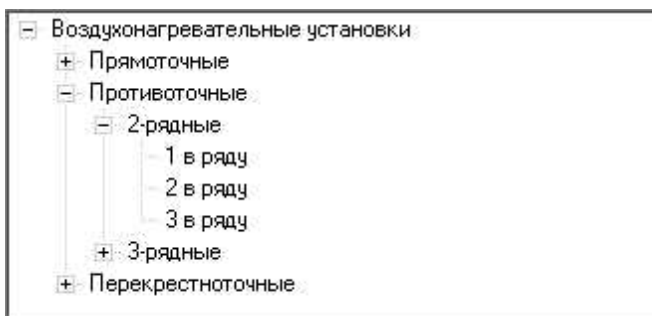 Воздухонагревательные установки
Прямоточные
Противоточные
2-рядные
1 в ряду
2 в ряду
3 в ряду
3-рядные
Перекрестноточные